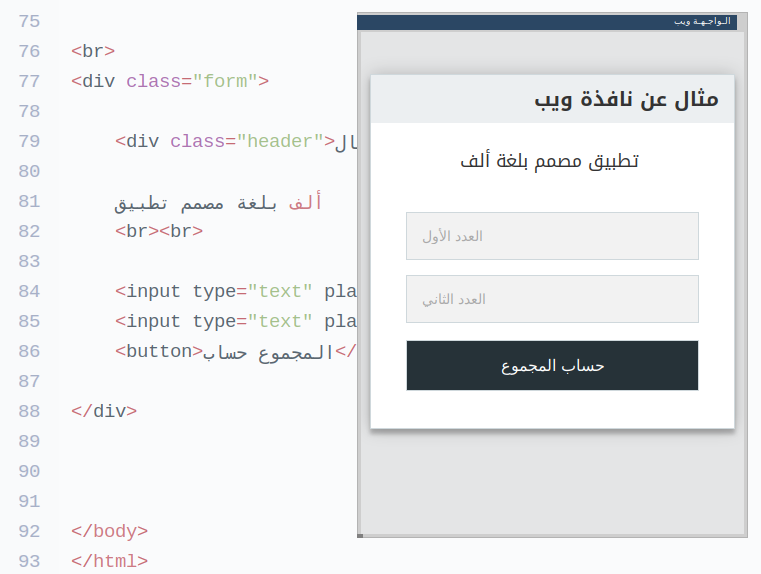 75
76 <br>
77 <div class="form">
78
79 <div class="header">ال
80
81 تطبيق مصمم بلغة ألف
82 <br><br>
83
84 <input type="text" pla
85 <input type="text" pla
86 <button>حساب المجموع</
87
88 </div>
89
90
91
92 </body>
93 </html>
الـواجـهـة ويب
مثال عن نافذة ويب
تطبيق مصمم بلغة ألف
العدد الأول
العدد الثاني
حساب المجموع